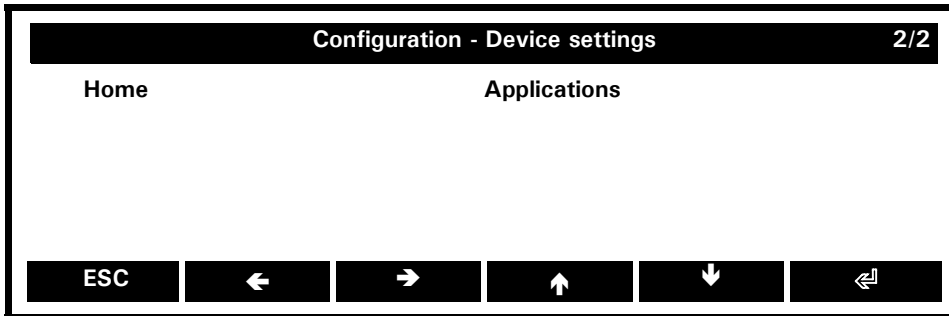 Configuration - Device settings 2/2
Home Applications
ESC ← → ↑ ↓ ⏎